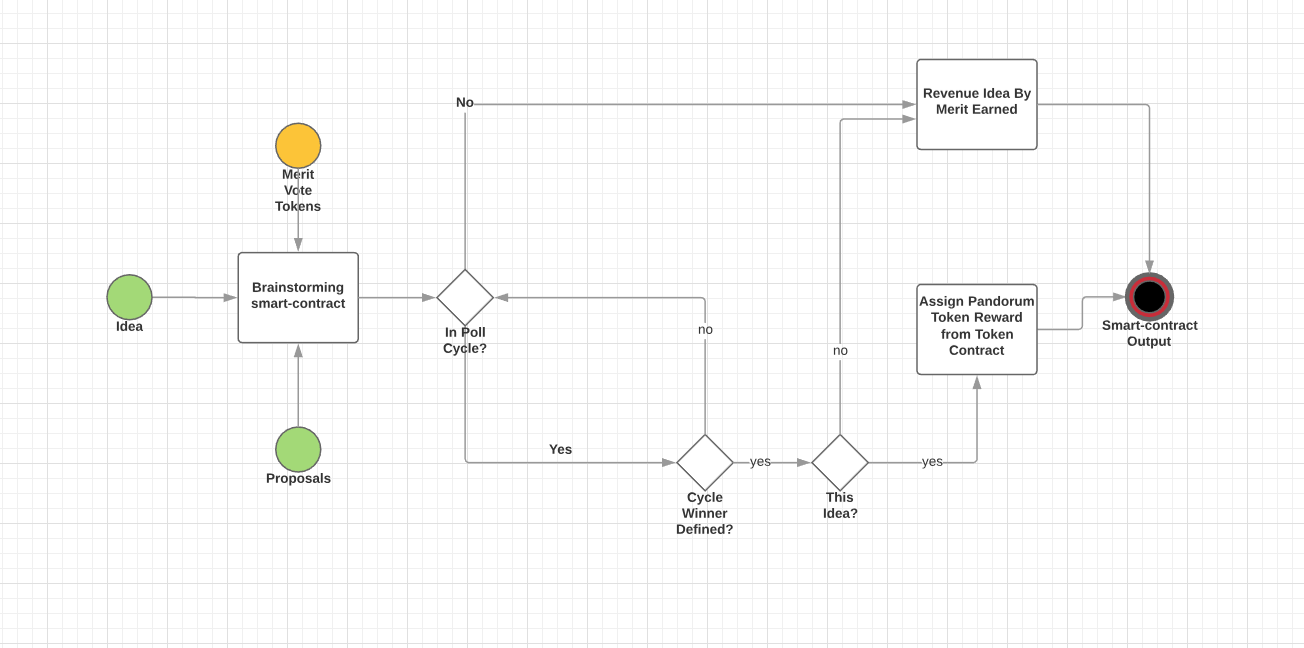 Revenue Idea By
Merit Earned
No
Merit
Vote
Tokens
Brainstorming
smart-contract
Idea
In Poll
Cycle?
no
no
Assign Pandorum
Token Reward
from Token
Contract
Smart-contract
Output
Yes
yes
yes
Proposals
Cycle
Winner
Defined?
This
Idea?